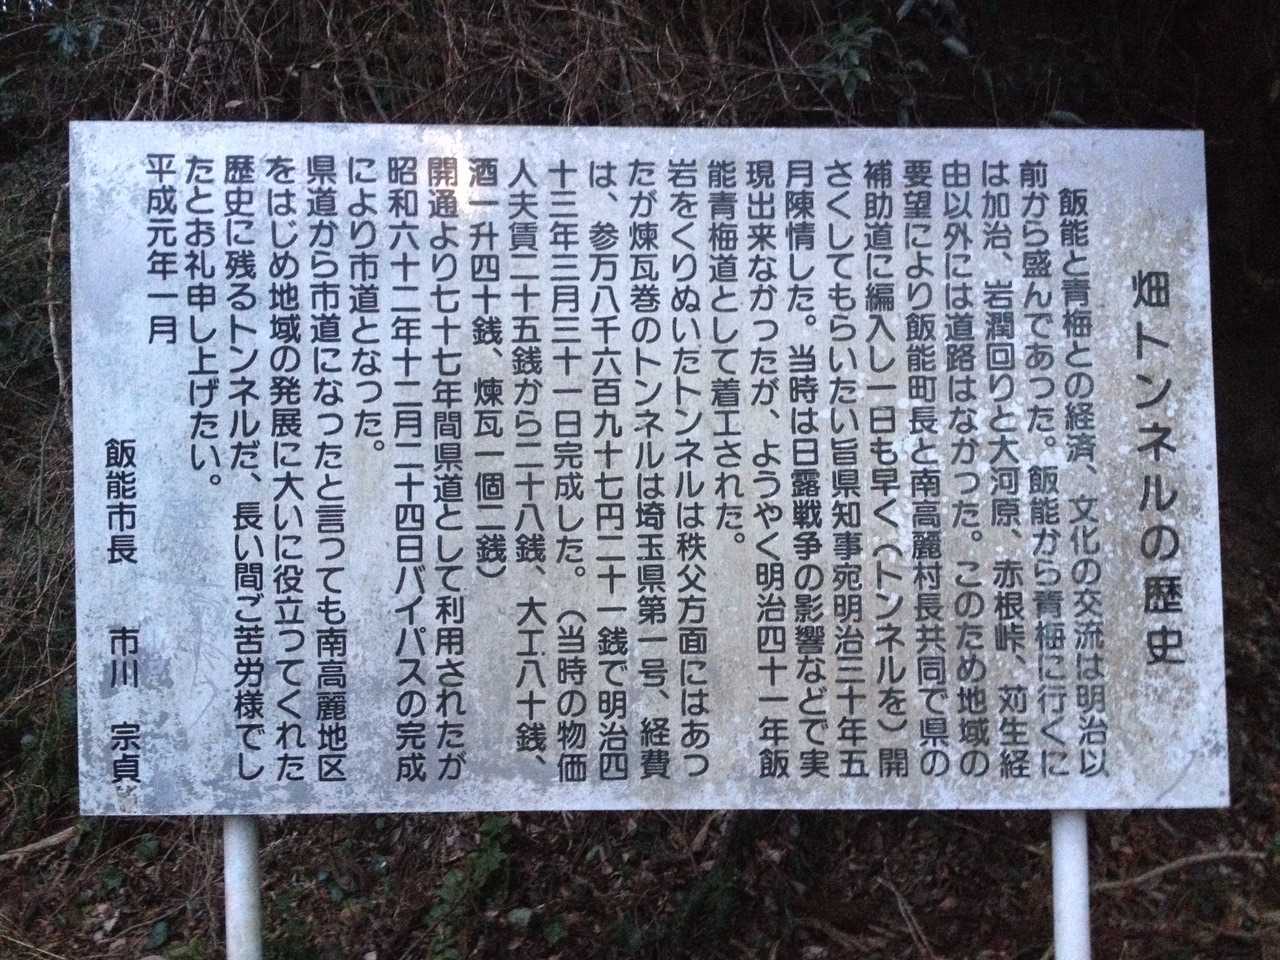 畑トンネルの歴史
飯能と青梅との経済、文化の交流は明治以
前から盛んであった。飯能から青梅に行くに
は加治、岩潤回りと大河原、赤根峠、苅生経
由以外には道路はなかった。このため地域の
要望により飯能町長と南高麗村長共同で県の
補助道に編入し一日も早く（トンネルを）開
さくしてもらいたい旨県知事宛明治三十年五
月陳情した。当時は日露戦争の影響などで実
現出来なかったが、ようやく明治四十一年飯
能青梅道として着工された。
岩をくりぬいたトンネルは秩父方面にはあっ
たが煉瓦巻のトンネルは埼玉県第一号、経費
は、参万八千六百九十七円二十一銭で明治四
十三年三月三十一日完成した。（当時の物価
人夫賃二十五銭から二十八銭、大工八十銭、
酒一升四十銭、煉瓦一個二銭）
開通より七十七年間県道として利用されたが
昭和六十二年十二月二十四日バイパスの完成
により市道となった。
県道から市道になったと言っても南高麗地区
をはじめ地域の発展に大いに役立ってくれた
歴史に残るトンネルだ、長い間ご苦労様でし
たとお礼申し上げたい。
平成元年一月
飯能市長 市川 宗貞